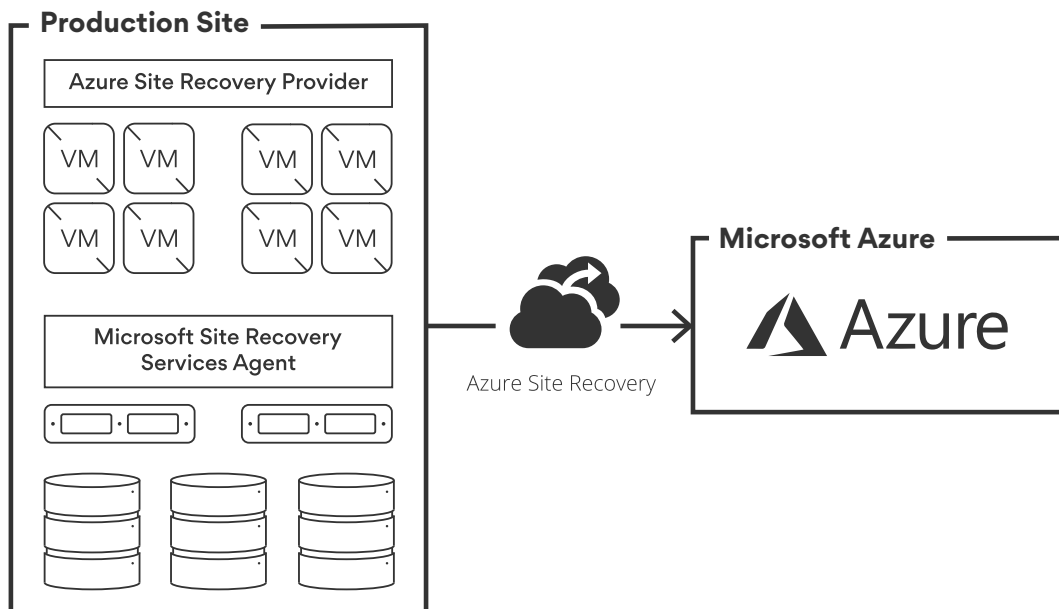 Production Site
Azure Site Recovery Provider
VM VM VM VM
VM VM VM VM
Microsoft Site Recovery
Services Agent
Azure Site Recovery
Microsoft Azure
Azure